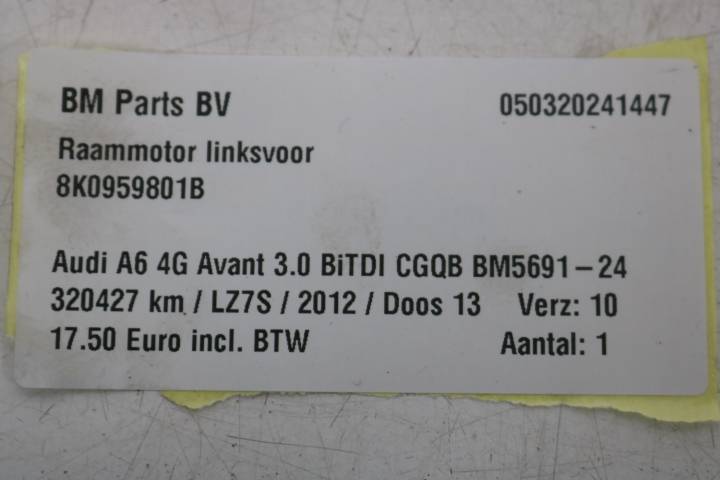 BM Parts BV 050320241447
Raammotor linksvoor
8K0959801B
Audi A6 4G Avant 3.0 BiTDI CGQB BM5691-24
320427 km / LZ7S / 2012 / Doos 13 Verz: 10
17.50 Euro incl. BTW Aantal: 1